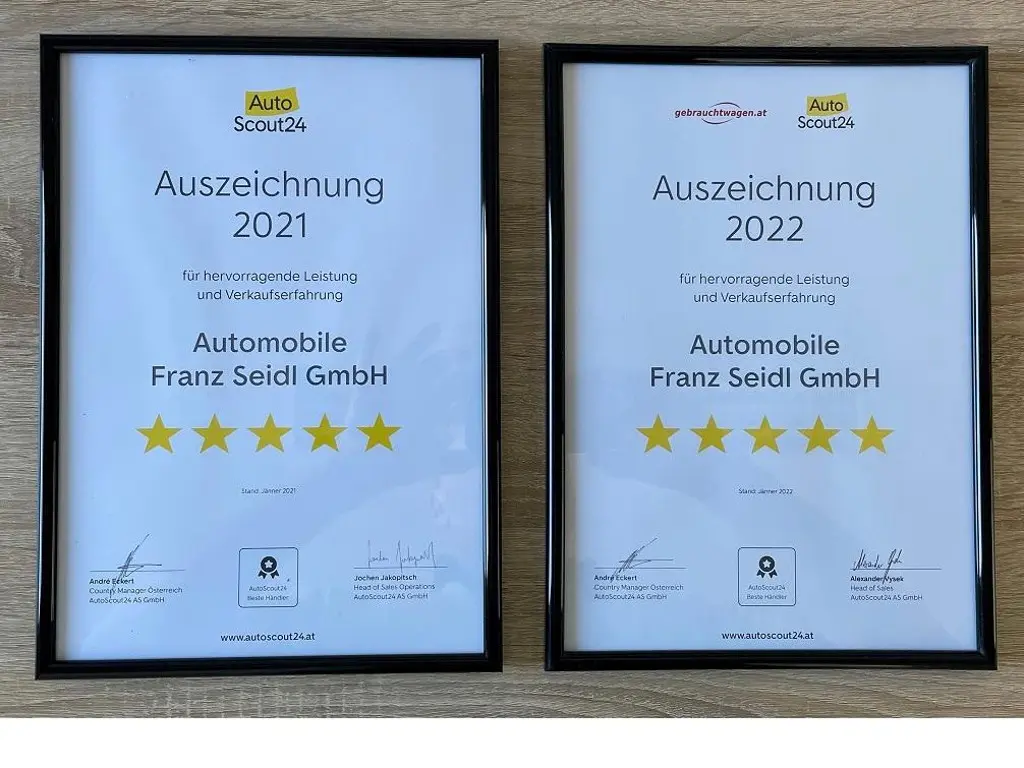 Auto
Scout24
Auszeichnung
2021
für hervorragende Leistung
und Verkaufserfahrung
Automobile
Franz Seidl GmbH
Stand: Jänner 2021
André Eckert
Country Manager Österreich
AutoScout24 AS GmbH
AutoScout24
Beste Händler
Jochen Jakopitsch
Head of Sales Operations
AutoScout24 AS GmbH
www.autoscout24.at
gebrauchtwagen.at
Auto
Scout24
Auszeichnung
2022
für hervorragende Leistung
und Verkaufserfahrung
Automobile
Franz Seidl GmbH
Stand: Jänner 2022
André Eckert
Country Manager Österreich
AutoScout24 AS GmbH
AutoScout24
Beste Händler
Alexander Vysek
Head of Sales
AutoScout24 AS GmbH
www.autoscout24.at